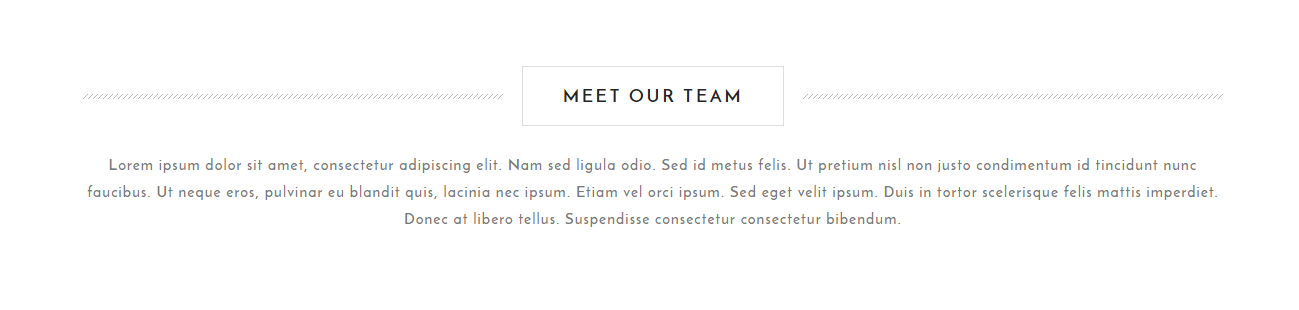 MEET OUR TEAM
Lorem ipsum dolor sit amet, consectetur adipiscing elit. Nam sed ligula odio. Sed id metus felis. Ut pretium nisl non justo condimentum id tincidunt nunc
faucibus. Ut neque eros, pulvinar eu blandit quis, lacinia nec ipsum. Etiam vel orci ipsum. Sed eget velit ipsum. Duis in tortor scelerisque felis mattis imperdiet.
Donec at libero tellus. Suspendisse consectetur consectetur bibendum.